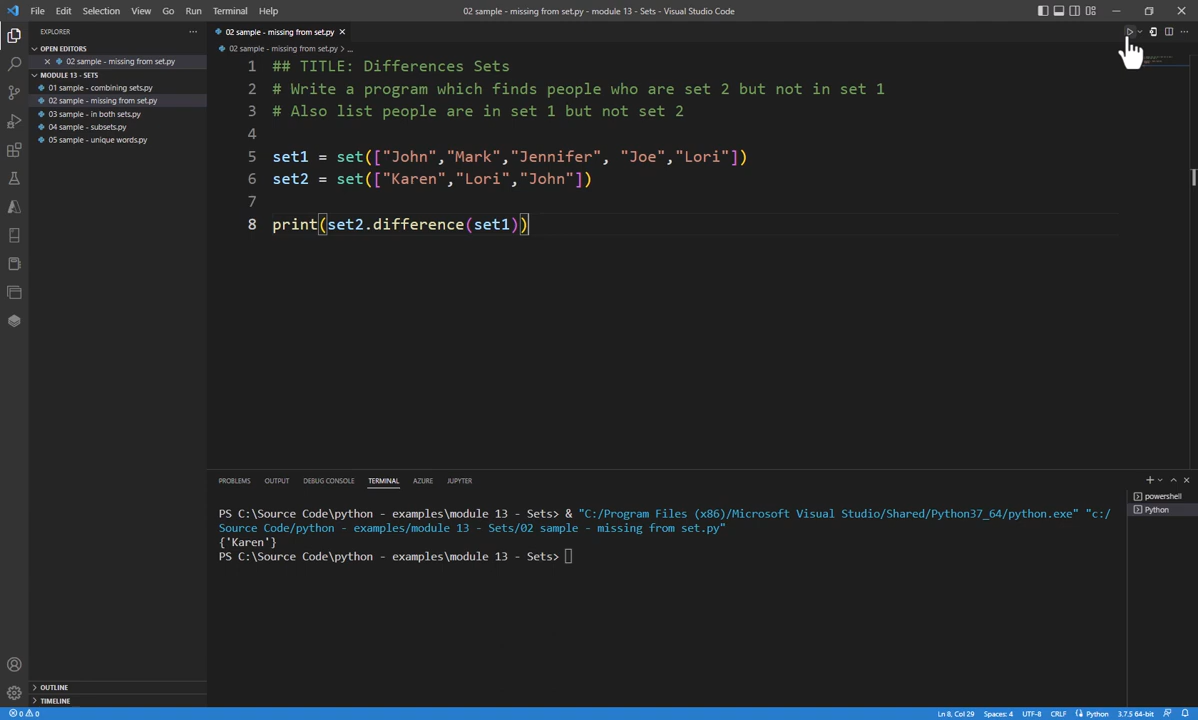 File Edit Selection View Go Run Terminal Help
02 sample - missing from set.py - module 13 - Sets - Visual Studio Code
EXPLORER
OPEN EDITORS
02 sample - missing from set.py
MODULE 13 - SETS
01 sample - combining sets.py
02 sample - missing from set.py
03 sample - in both sets.py
04 sample - subsets.py
05 sample - unique words.py
OUTLINE
TIMELINE
02 sample - missing from set.py
02 sample - missing from set.py > ...
1 ## TITLE: Differences Sets
2 # Write a program which finds people who are set 2 but not in set 1
3 # Also list people are in set 1 but not set 2
4
5 set1 = set(["John","Mark","Jennifer", "Joe","Lori"])
6 set2 = set(["Karen","Lori","John"])
7
8 print(set2.difference(set1))
PROBLEMS OUTPUT DEBUG CONSOLE TERMINAL AZURE JUPYTER
PS C:\Source Code\python - examples\module 13 - Sets> & "C:/Program Files (x86)/Microsoft Visual Studio/Shared/Python37_64/python.exe" "c:/
Source Code/python - examples/module 13 - Sets/02 sample - missing from set.py"
{'Karen'}
PS C:\Source Code\python - examples\module 13 - Sets>
powershell
Python
0 0
Ln 8, Col 29 Spaces: 4 UTF-8 CRLF Python 3.7.5 64-bit